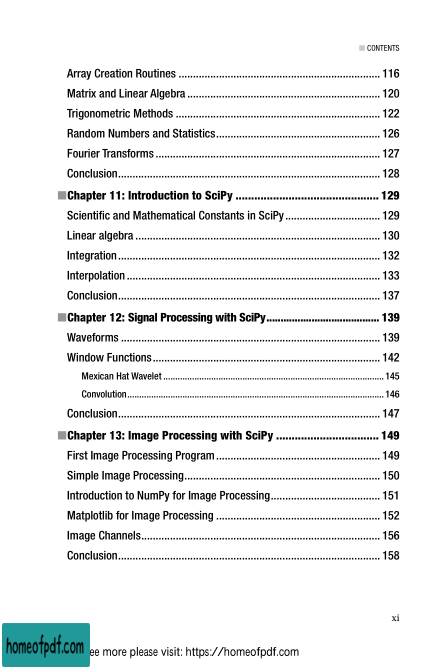 ■ CONTENTS
Array Creation Routines ...................................................................... 116
Matrix and Linear Algebra ................................................................... 120
Trigonometric Methods ....................................................................... 122
Random Numbers and Statistics......................................................... 126
Fourier Transforms .............................................................................. 127
Conclusion........................................................................................... 128
■Chapter 11: Introduction to SciPy .......................................... 129
Scientific and Mathematical Constants in SciPy ................................. 129
Linear algebra ..................................................................................... 130
Integration ........................................................................................... 132
Interpolation ........................................................................................ 133
Conclusion........................................................................................... 137
■Chapter 12: Signal Processing with SciPy........................................ 139
Waveforms .......................................................................................... 139
Window Functions ............................................................................... 142
Mexican Hat Wavelet ................................................................................ 145
Convolution............................................................................................... 146
Conclusion........................................................................................... 147
■Chapter 13: Image Processing with SciPy ............................... 149
First Image Processing Program ......................................................... 149
Simple Image Processing.................................................................... 150
Introduction to NumPy for Image Processing...................................... 151
Matplotlib for Image Processing ......................................................... 152
Image Channels................................................................................... 156
Conclusion........................................................................................... 158
xi
homeofpdf.com
ee more please visit: https://homeofpdf.com